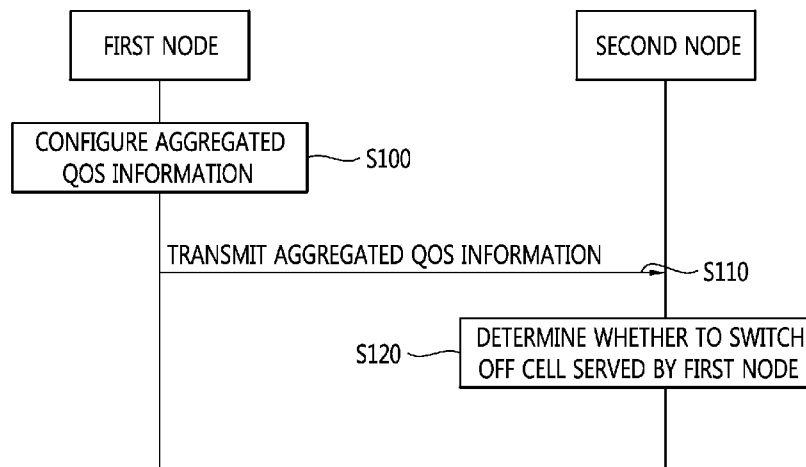 FIRST NODE
SECOND NODE
CONFIGURE AGGREGATED
QOS INFORMATION
S100
TRANSMIT AGGREGATED QOS INFORMATION
S110
S120
DETERMINE WHETHER TO SWITCH
OFF CELL SERVED BY FIRST NODE